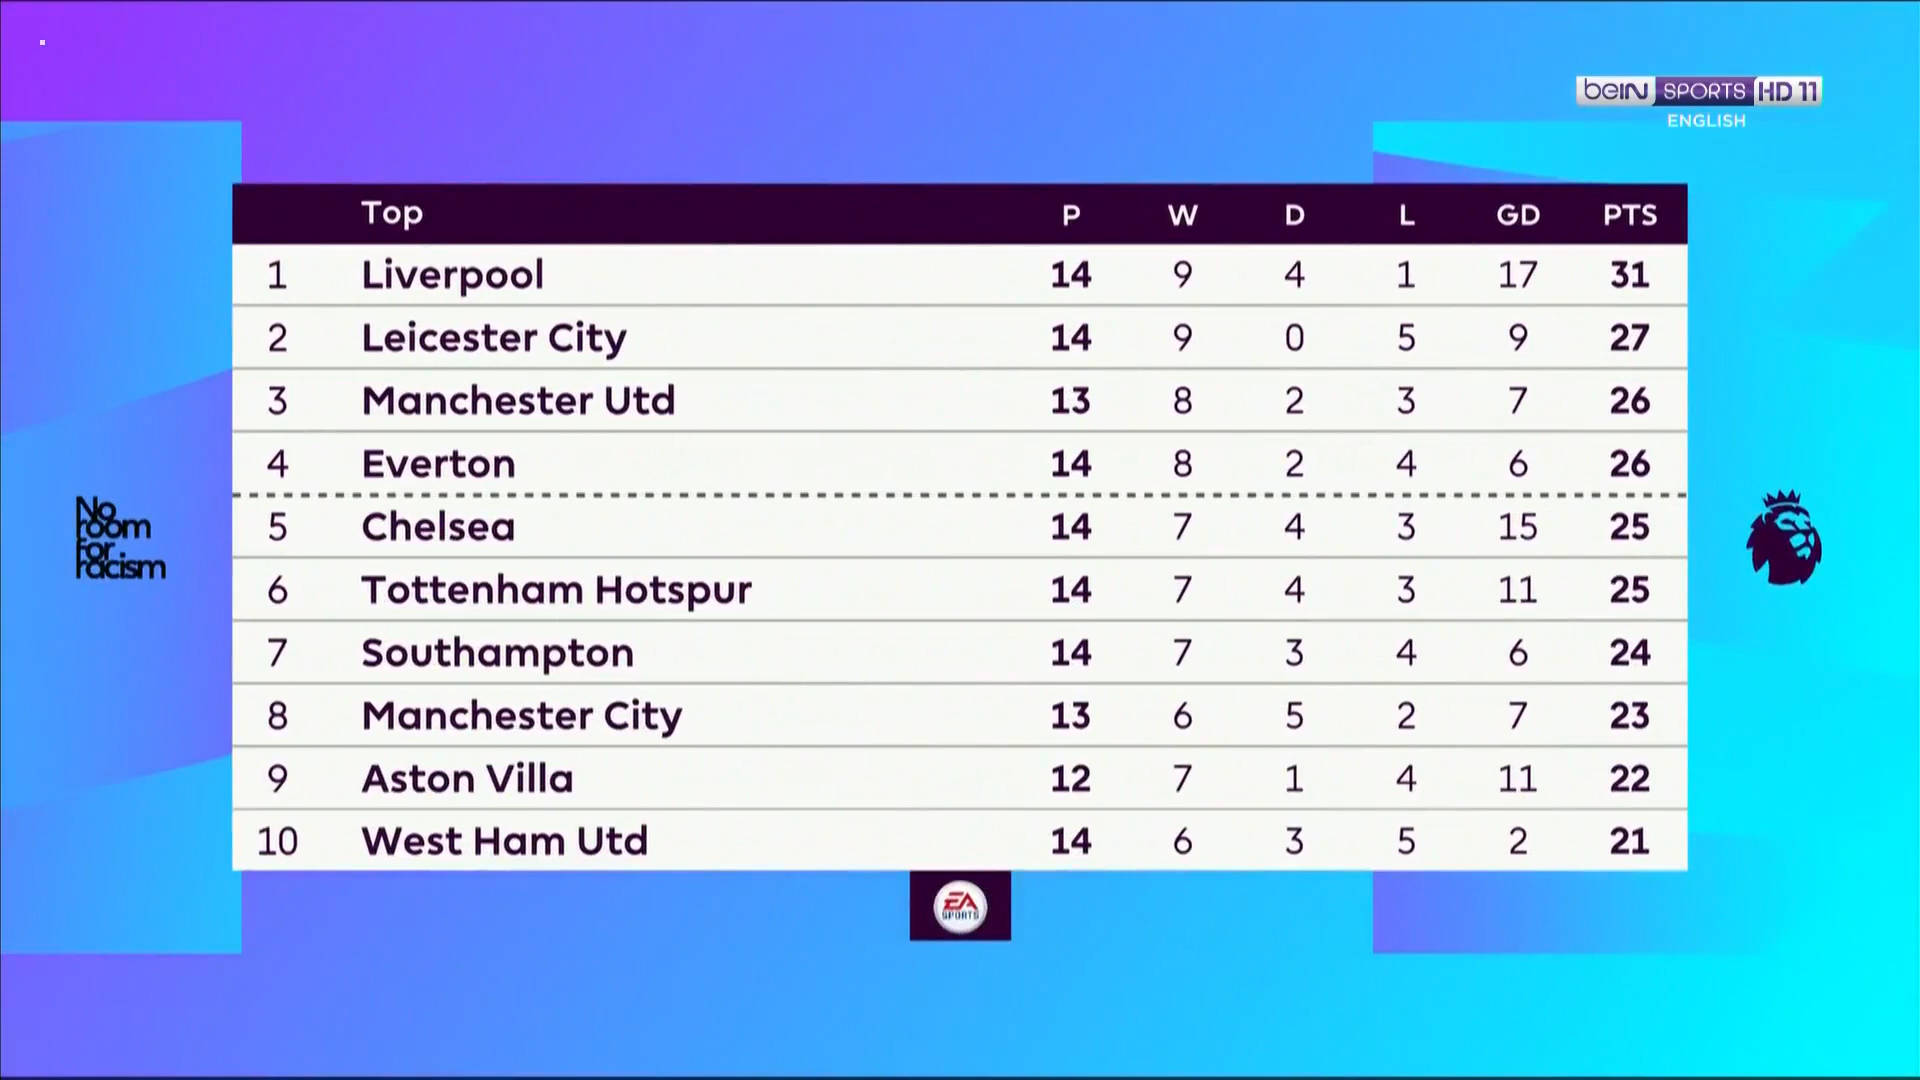 beIN SPORTS HD 11
ENGLISH
Top P W D L GD PTS
1 Liverpool 14 9 4 1 17 31
2 Leicester City 14 9 0 5 9 27
3 Manchester Utd 13 8 2 3 7 26
4 Everton 14 8 2 4 6 26
5 Chelsea 14 7 4 3 15 25
6 Tottenham Hotspur 14 7 4 3 11 25
7 Southampton 14 7 3 4 6 24
8 Manchester City 13 6 5 2 7 23
9 Aston Villa 12 7 1 4 11 22
10 West Ham Utd 14 6 3 5 2 21
No
room
for
racism
EA
SPORTS